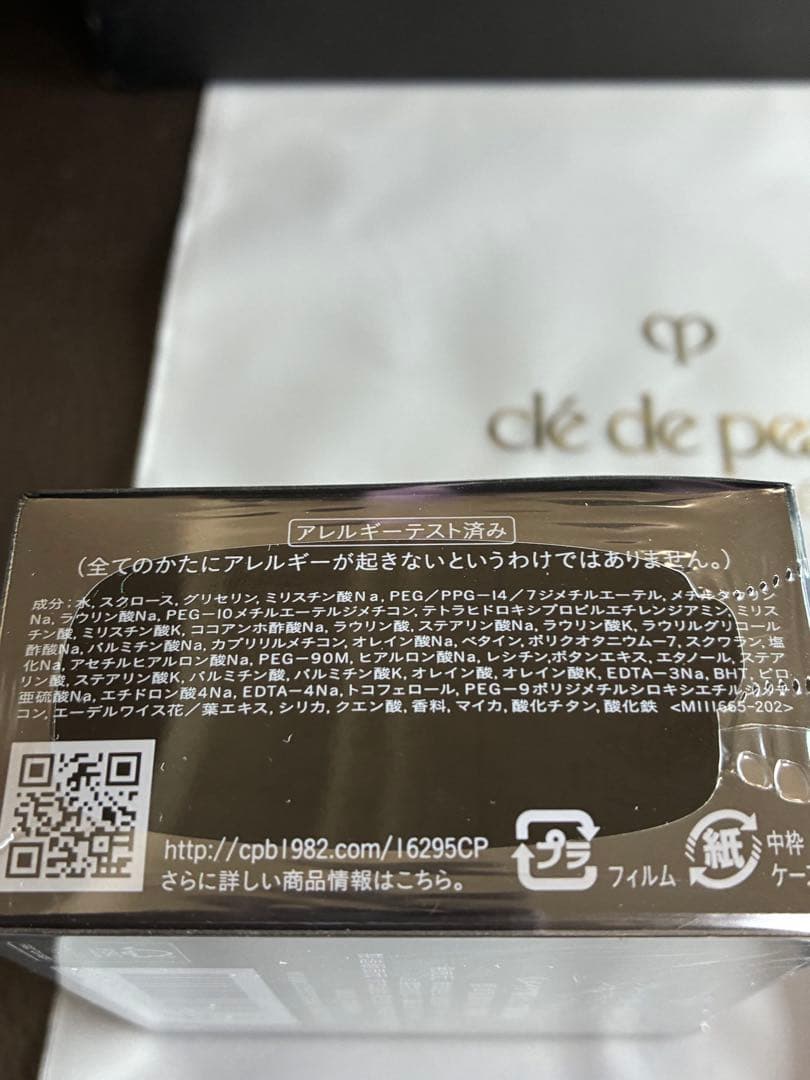 clé de pea
アレルギーテスト済み
(全てのかたにアレルギーが起きないというわけではありません。)
成分:水, スクロース, グリセリン, ミリスチン酸Na, PEG/PPG-14/7ジメチルエーテル, メチルタウリン
Na, ラウリン酸Na, PEG-10メチルエーテルジメチコン, テトラヒドロキシプロピルエチレンジアミン, ミリス
チン酸, ミリスチン酸K, ココアンホ酢酸Na, ラウリン酸, ステアリン酸Na, ラウリン酸K, ラウリルグリコール
酢酸Na, パルミチン酸Na, カプリリルメチコン, オレイン酸Na, ベタイン, ポリクオタニウム-7, スクワラン, 塩
化Na, アセチルヒアルロン酸Na, PEG-90M, ヒアルロン酸Na, レシチン, ボタンエキス, エタノール, ステア
リン酸, ステアリン酸K, パルミチン酸, パルミチン酸K, オレイン酸, オレイン酸K, EDTA-3Na, BHT, ピロ
亜硫酸Na, エチドロン酸4Na, EDTA-4Na, トコフェロール, PEG-9ポリジメチルシロキシエチルジメチ
コン, エーデルワイス花/葉エキス, シリカ, クエン酸, 香料, マイカ, 酸化チタン, 酸化鉄 <M111665-202>
http://cpb1982.com/16295CP
さらに詳しい商品情報はこちら。
プラ
フィルム
紙
中枠
ケース